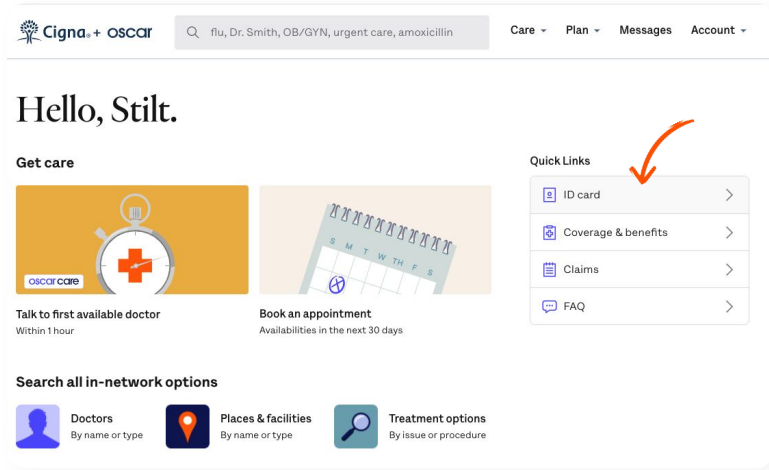 Cigna® + oscar
flu, Dr. Smith, OB/GYN, urgent care, amoxicillin
Care
Plan
Messages
Account
Hello, Stilt.
Get care
oscar care
Talk to first available doctor
Within 1 hour
S M T W TH F S
Book an appointment
Availabilities in the next 30 days
Quick Links
ID card
Coverage & benefits
Claims
FAQ
Search all in-network options
Doctors
By name or type
Places & facilities
By name or type
Treatment options
By issue or procedure